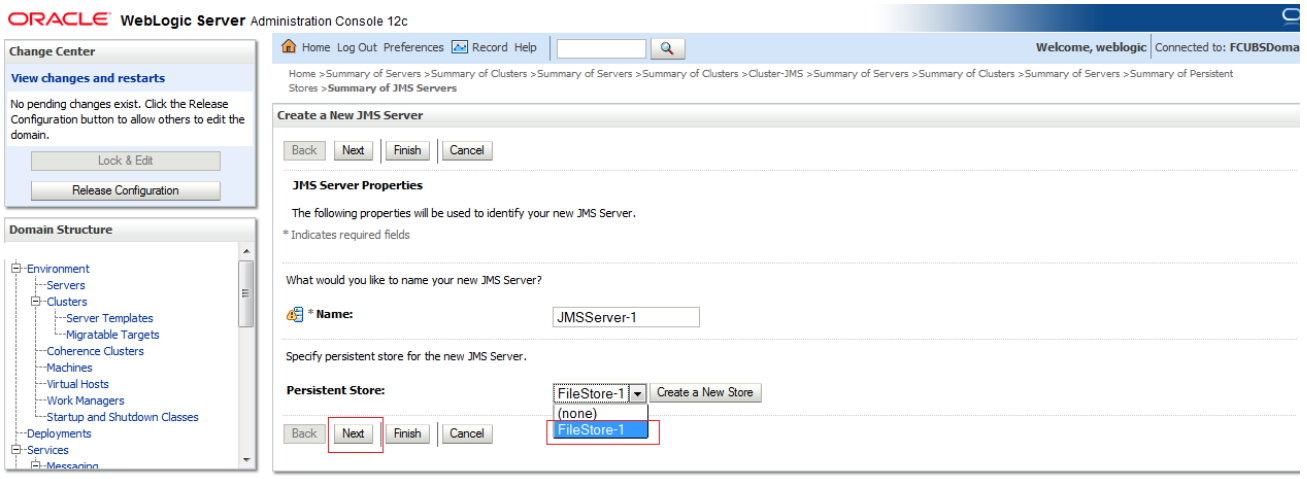 ORACLE WebLogic Server Administration Console 12c
Change Center
View changes and restarts
No pending changes exist. Click the Release
Configuration button to allow others to edit the
domain.
Lock & Edit
Release Configuration
Domain Structure
Environment
Servers
Clusters
Server Templates
Migratable Targets
Coherence Clusters
Machines
Virtual Hosts
Work Managers
Startup and Shutdown Classes
Deployments
Services
Messaging
Home Log Out Preferences Record Help
Welcome, weblogic Connected to: FCUBSDoma
Home >Summary of Servers >Summary of Clusters >Summary of Servers >Summary of Clusters >Cluster-JMS >Summary of Servers >Summary of Clusters >Summary of Servers >Summary of Persistent
Stores >Summary of JMS Servers
Create a New JMS Server
Back Next Finish Cancel
JMS Server Properties
The following properties will be used to identify your new JMS Server.
* Indicates required fields
What would you like to name your new JMS Server?
* Name: JMSServer-1
Specify persistent store for the new JMS Server.
Persistent Store: FileStore-1 Create a New Store
(none)
FileStore-1
Back Next Finish Cancel